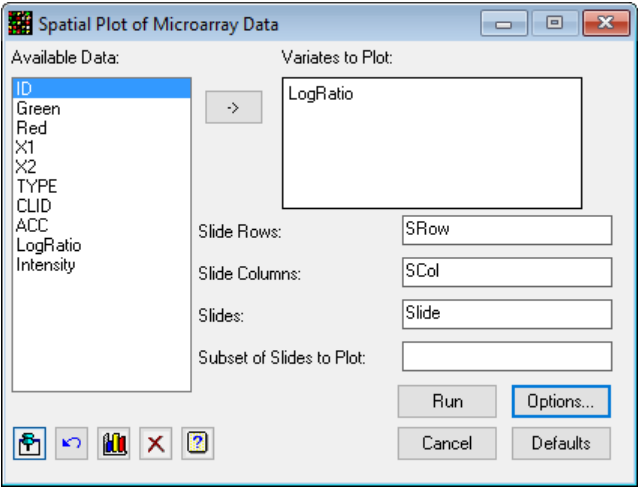 Spatial Plot of Microarray Data
Available Data:
Variates to Plot:
ID
Green
Red
X1
X2
TYPE
CLID
ACC
LogRatio
Intensity
->
LogRatio
Slide Rows:
SRow
Slide Columns:
SCol
Slides:
Slide
Subset of Slides to Plot:
Run
Options...
Cancel
Defaults
?